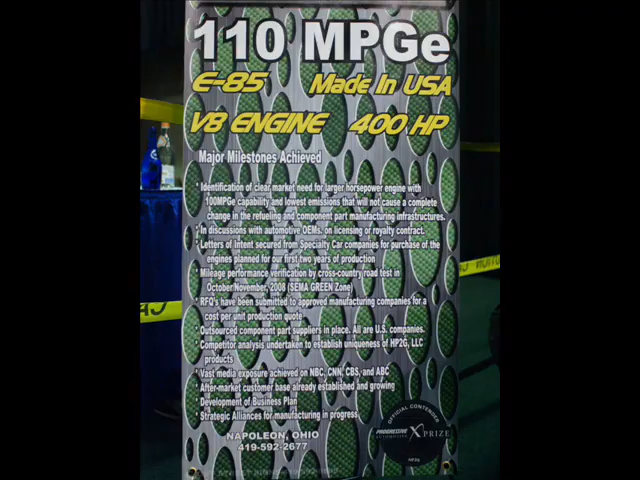 110 MPGe
E-85 Made In USA
V8 ENGINE 400 HP
Major Milestones Achieved
* Identification of clear market need for larger horsepower engine with
100MPGe capability and lowest emissions that will not cause a complete
change in the refueling and component part manufacturing infrastructures.
* In discussions with automotive OEMs. on licensing or royalty contract.
* Letters of Intent secured from Specialty Car companies for purchase of the
engines planned for our first two years of production
* Mileage performance verification by cross-country road test in
October/November, 2008 (SEMA GREEN Zone)
* RFQ's have been submitted to approved manufacturing companies for a
cost per unit production quote
* Outsourced component part suppliers in place. All are U.S. companies.
* Competitor analysis undertaken to establish uniqueness of HP2G, LLC
products
* Vast media exposure achieved on NBC, CNN, CBS, and ABC
* After-market customer base already established and growing
* Development of Business Plan
* Strategic Alliances for manufacturing in progress
NAPOLEON, OHIO
419-592-2677
OFFICIAL CONTENDER
PROGRESSIVE
AUTOMOTIVE X PRIZE
HP2G